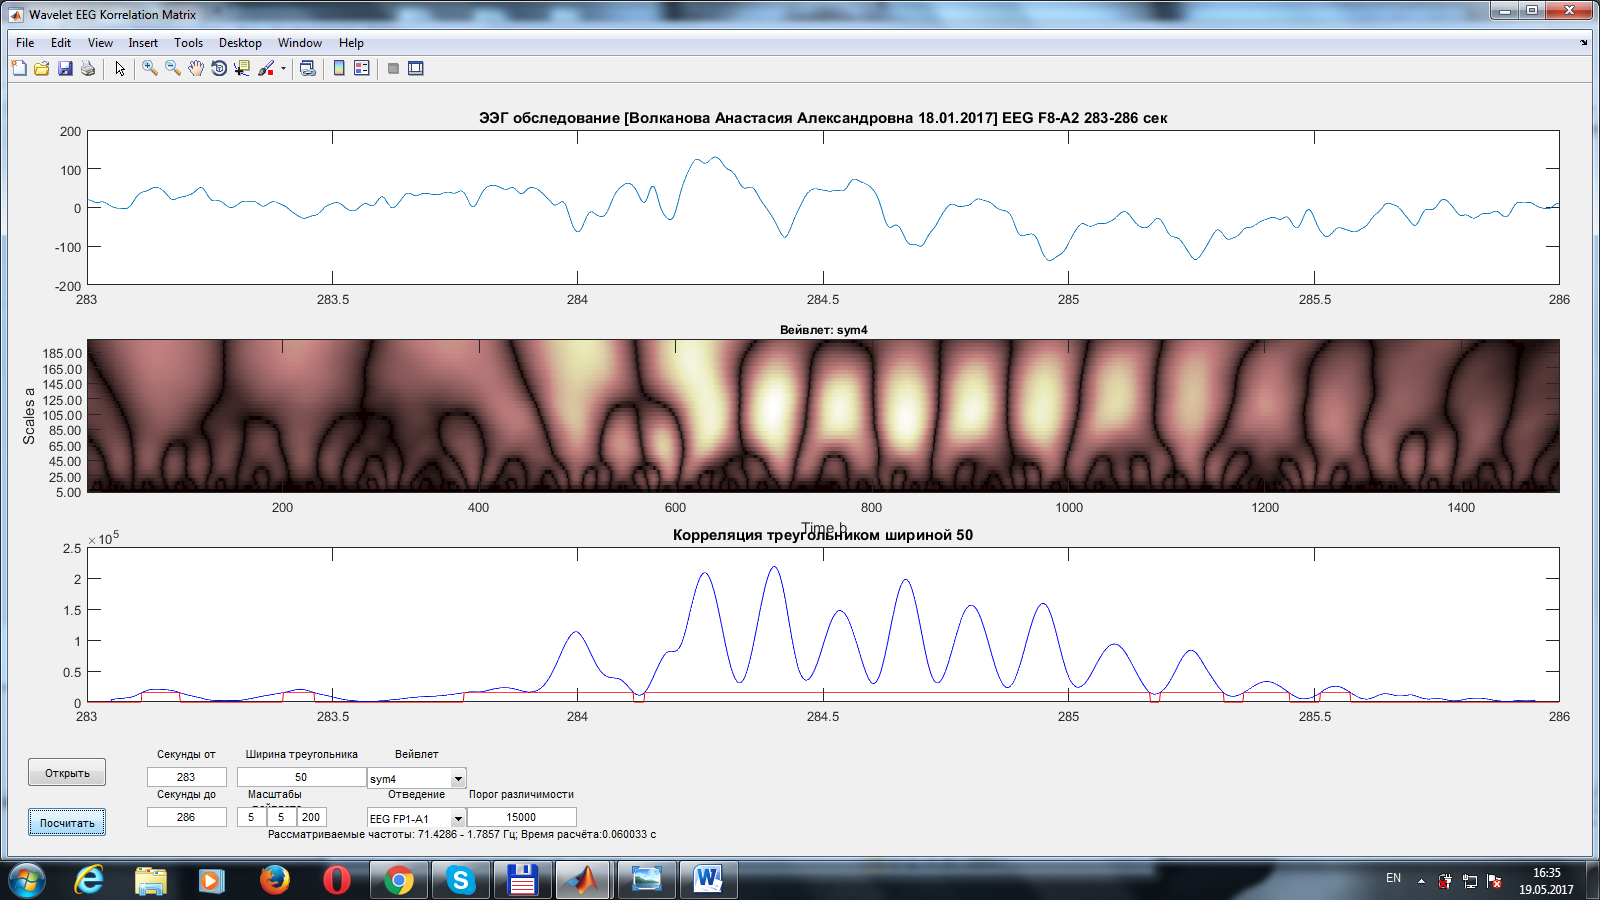 Wavelet EEG Korrelation Matrix
File Edit View Insert Tools Desktop Window Help
ЭЭГ обследование [Волканова Анастасия Александровна 18.01.2017] EEG F8-A2 283-286 сек
200
100
0
-100
-200
283 283.5 284 284.5 285 285.5 286
Вейвлет: sym4
Scales a
185.00
165.00
145.00
125.00
105.00
85.00
65.00
45.00
25.00
5.00
200 400 600 800 1000 1200 1400
Time b
Корреляция треугольником шириной 50
×10^5
2.5
2
1.5
1
0.5
0
283 283.5 284 284.5 285 285.5 286
Секунды от Ширина треугольника Вейвлет
Открыть 283 50 sym4
Секунды до Масштабы Отведение Порог различимости
Посчитать 286 5 5 200 EEG FP1-A1 15000
Рассматриваемые частоты: 71.4286 - 1.7857 Гц; Время расчёта:0.060033 с
EN
16:35
19.05.2017